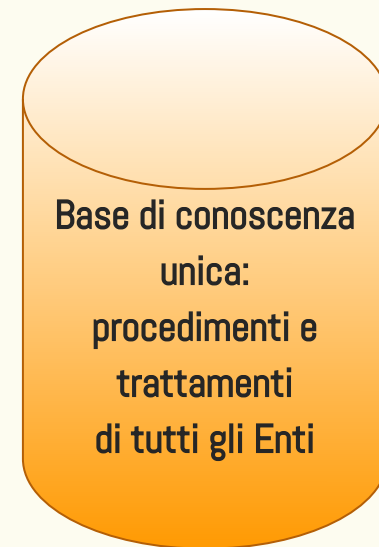 Base di conoscenza
unica:
procedimenti e
trattamenti
di tutti gli Enti